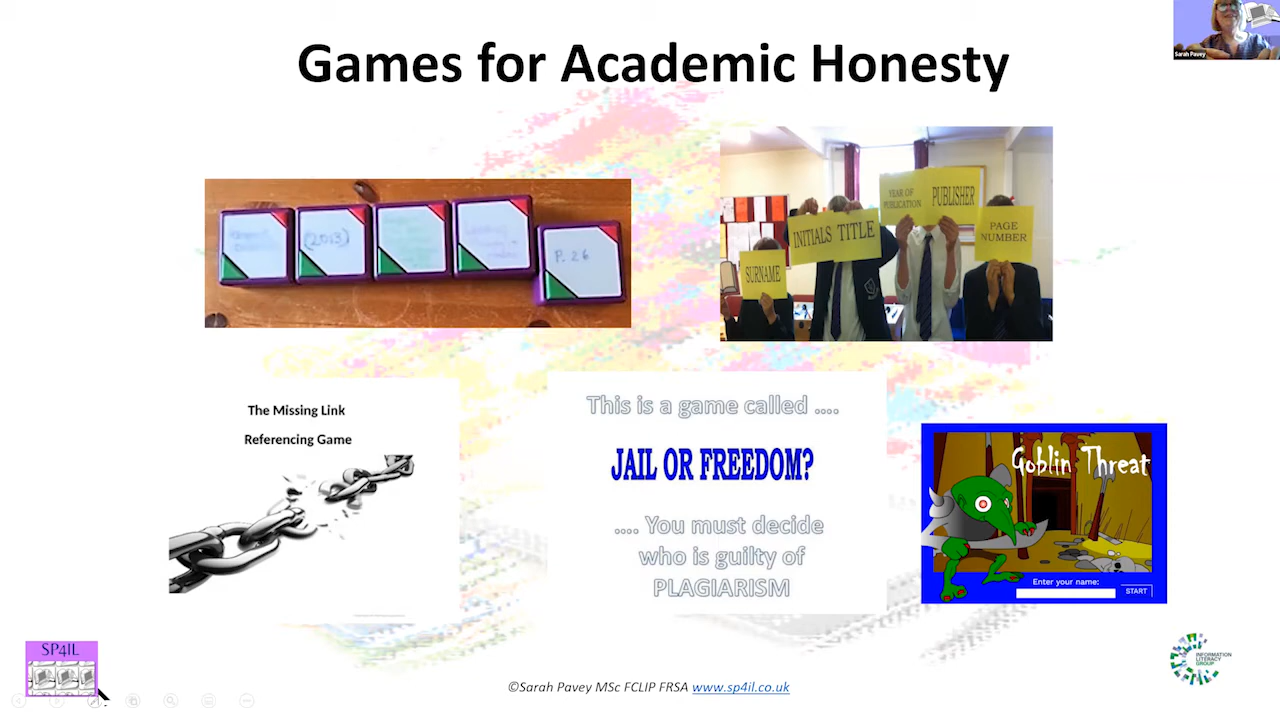 Games for Academic Honesty
Sarah Pavey
(2013)
P. 26
SURNAME
INITIALS TITLE
YEAR OF
PUBLICATION
PUBLISHER
PAGE
NUMBER
The Missing Link
Referencing Game
This is a game called ....
JAIL OR FREEDOM?
.... You must decide
who is guilty of
PLAGIARISM
Goblin Threat
Enter your name:
START
SP4IL
©Sarah Pavey MSc FCLIP FRSA www.sp4il.co.uk
INFORMATION
LITERACY
GROUP